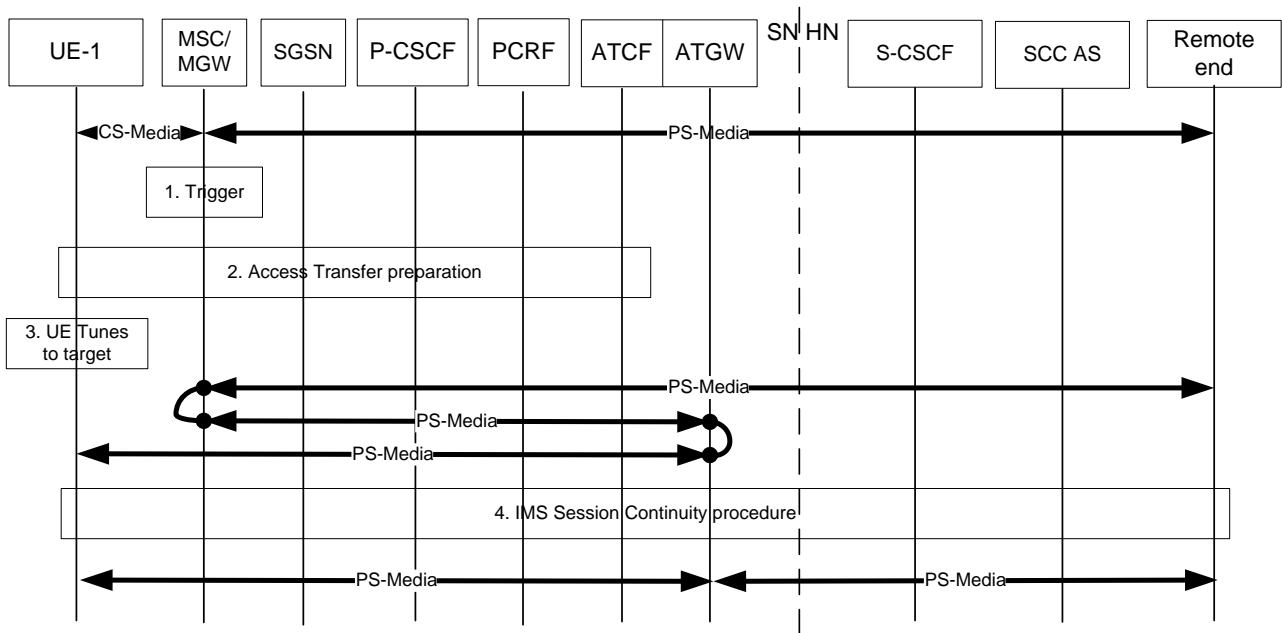 UE-1
MSC/
MGW
SGSN
P-CSCF
PCRF
ATCF
ATGW
SN HN
S-CSCF
SCC AS
Remote
end
CS-Media
PS-Media
1. Trigger
2. Access Transfer preparation
3. UE Tunes
to target
PS-Media
PS-Media
PS-Media
4. IMS Session Continuity procedure
PS-Media
PS-Media